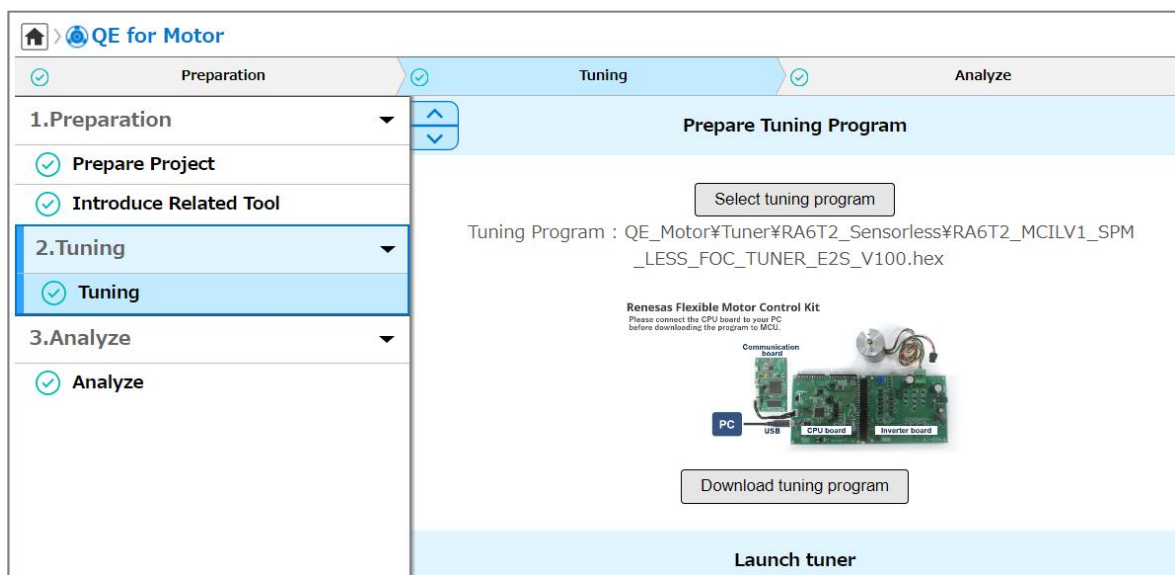 QE for Motor
Preparation
Tuning
Analyze
1.Preparation
Prepare Project
Introduce Related Tool
2.Tuning
Tuning
3.Analyze
Analyze
Prepare Tuning Program
Select tuning program
Tuning Program : QE_Motor¥Tuner¥RA6T2_Sensorless¥RA6T2_MCILV1_SPM
_LESS_FOC_TUNER_E2S_V100.hex
Renesas Flexible Motor Control Kit
Please connect the CPU board to your PC
before downloading the program to MCU.
Communication
board
PC
USB
CPU board
Inverter board
Download tuning program
Launch tuner